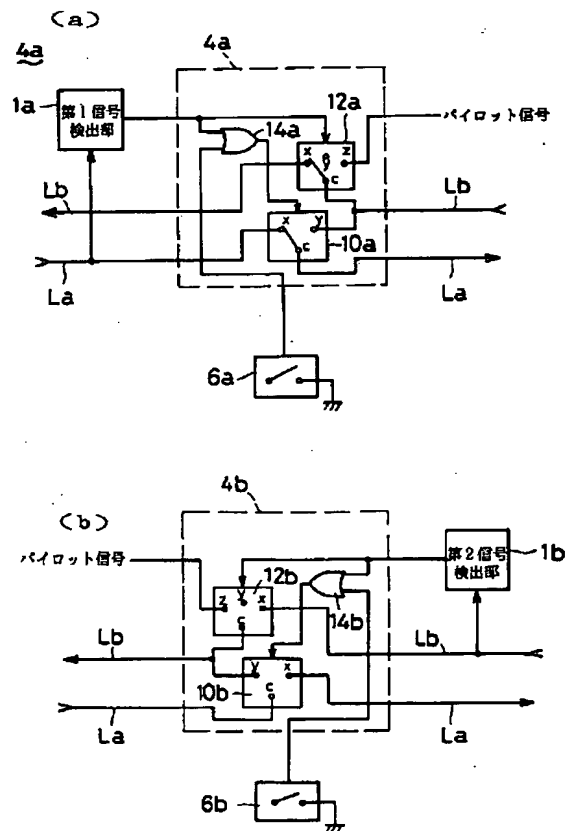 (a)
4a
4a
1a
第1信号
検出部
14a
12a
パイロット信号
x
y
z
c
Lb
Lb
x
y
c
10a
La
La
6a
(b)
4b
パイロット信号
12b
z
y
x
c
14b
第2信号
検出部
1b
Lb
Lb
y
x
c
10b
La
La
6b